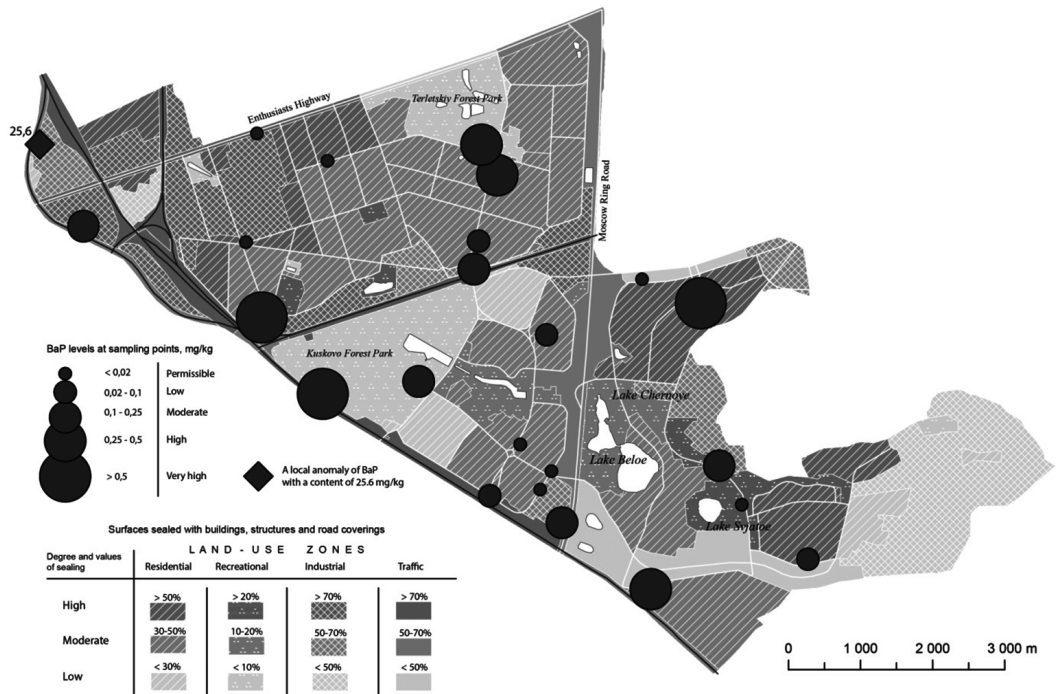 Terletskiy Forest Park
Enthusiasts Highway
25,6
Moscow Ring Road
Kuskovo Forest Park
BaP levels at sampling points, mg/kg
< 0,02 Permissible
0,02 - 0,1 Low
0,1 - 0,25 Moderate
0,25 - 0,5 High
> 0,5 Very high
A local anomaly of BaP
with a content of 25.6 mg/kg
Lake Chernoye
Lake Beloe
Lake Svjatoe
Surfaces sealed with buildings, structures and road coverings
Degree and values
of sealing
LAND - USE ZONES
Residential Recreational Industrial Traffic
High > 50% > 20% > 70% > 70%
Moderate 30-50% 10-20% 50-70% 50-70%
Low < 30% < 10% < 50% < 50%
0 1 000 2 000 3 000 m